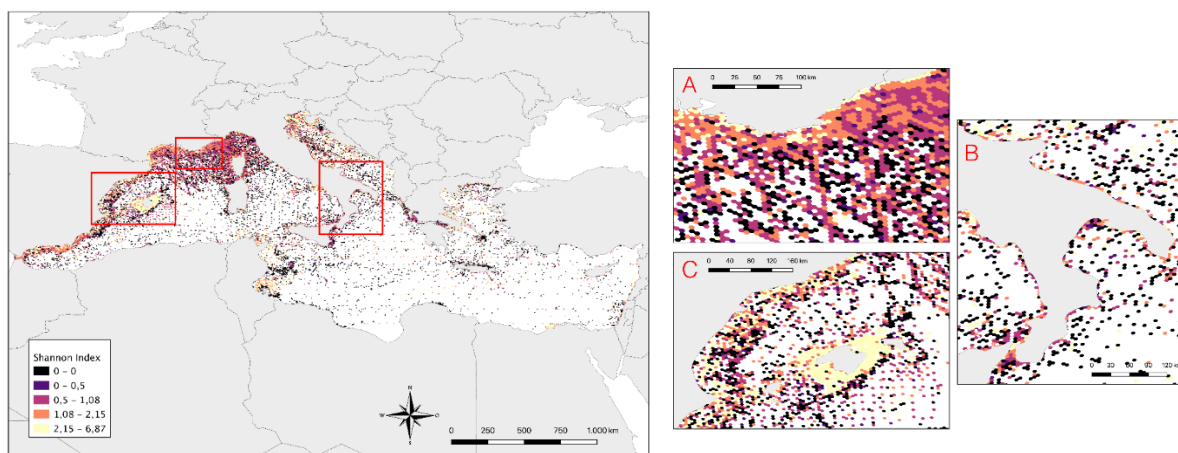 Shannon Index
0 – 0
0 – 0,5
0,5 – 1,08
1,08 – 2,15
2,15 – 6,87
N
W
O
S
0 250 500 750 1.000 km
A
0 25 50 75 100 km
B
0 30 60 90 120 km
C
0 40 80 120 160 km